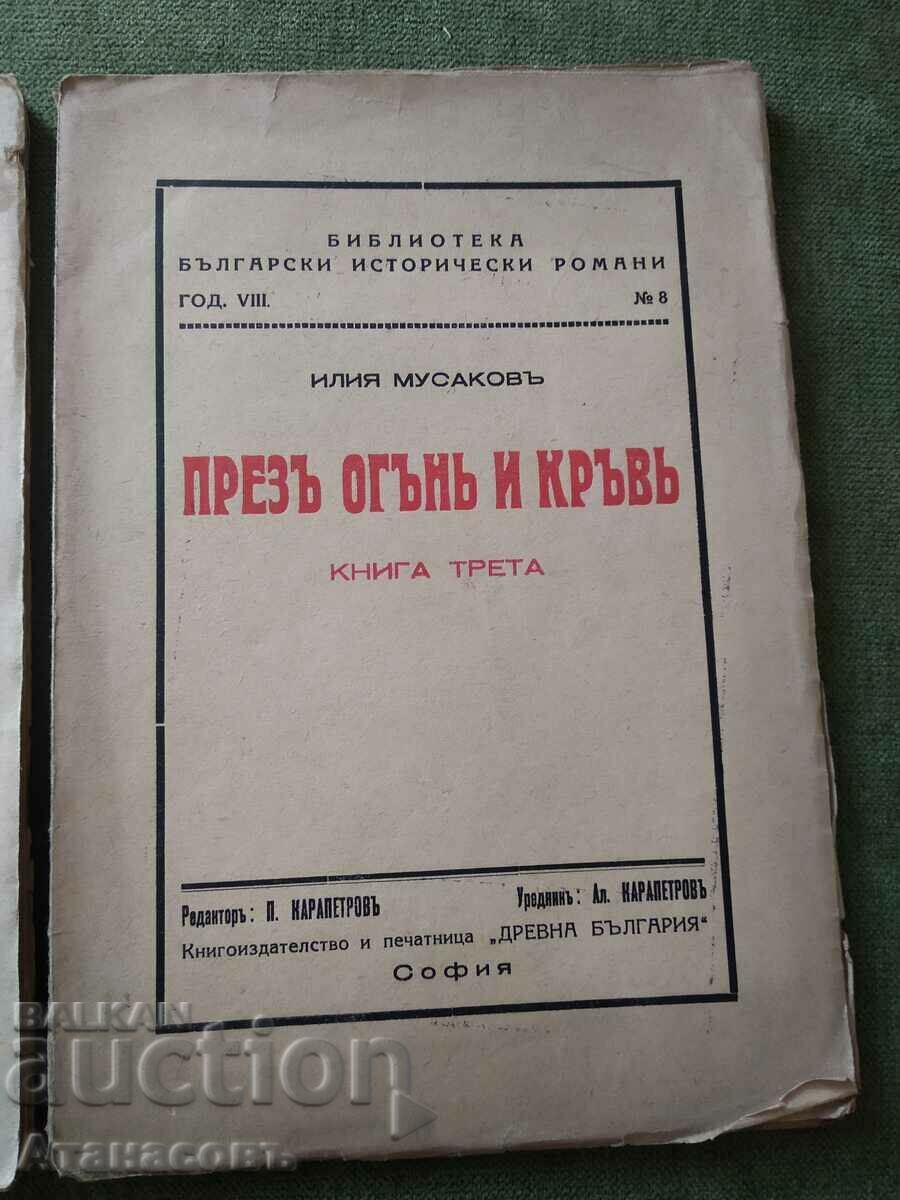 БИБЛИОТЕКА
БЪЛГАРСКИ ИСТОРИЧЕСКИ РОМАНИ
ГОД. VIII. № 8
ИЛИЯ МУСАКОВЪ
ПРЕЗЪ ОГЪНЬ И КРЪВЬ
КНИГА ТРЕТА
Редакторъ: П. КАРАПЕТРОВЪ Уредникъ: Ал. КАРАПЕТРОВЪ
Книгоиздателство и печатница „ДРЕВНА БЪЛГАРИЯ“
София
BALKAN
auction
Атанасовъ